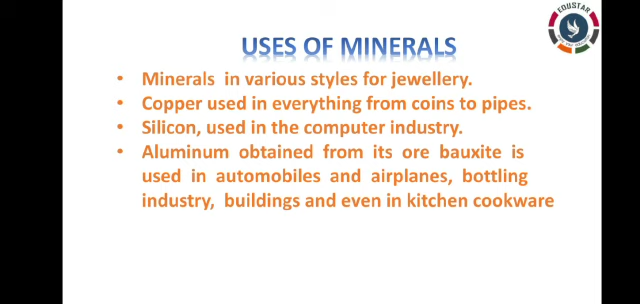 EDUSTAR
USES OF MINERALS
• Minerals in various styles for jewellery.
• Copper used in everything from coins to pipes.
• Silicon, used in the computer industry.
• Aluminum obtained from its ore bauxite is
used in automobiles and airplanes, bottling
industry, buildings and even in kitchen cookware